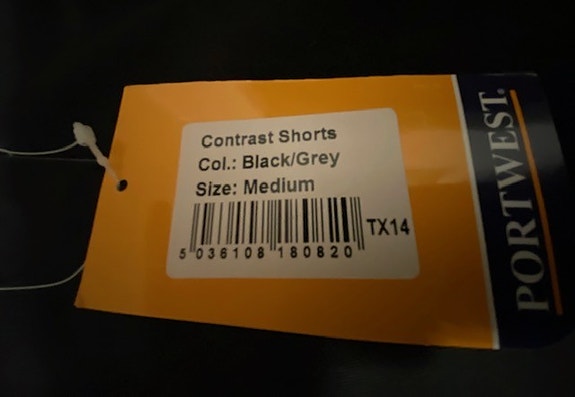 Contrast Shorts
Col.: Black/Grey
Size: Medium
TX14
5 036108 180820
PORTWEST.